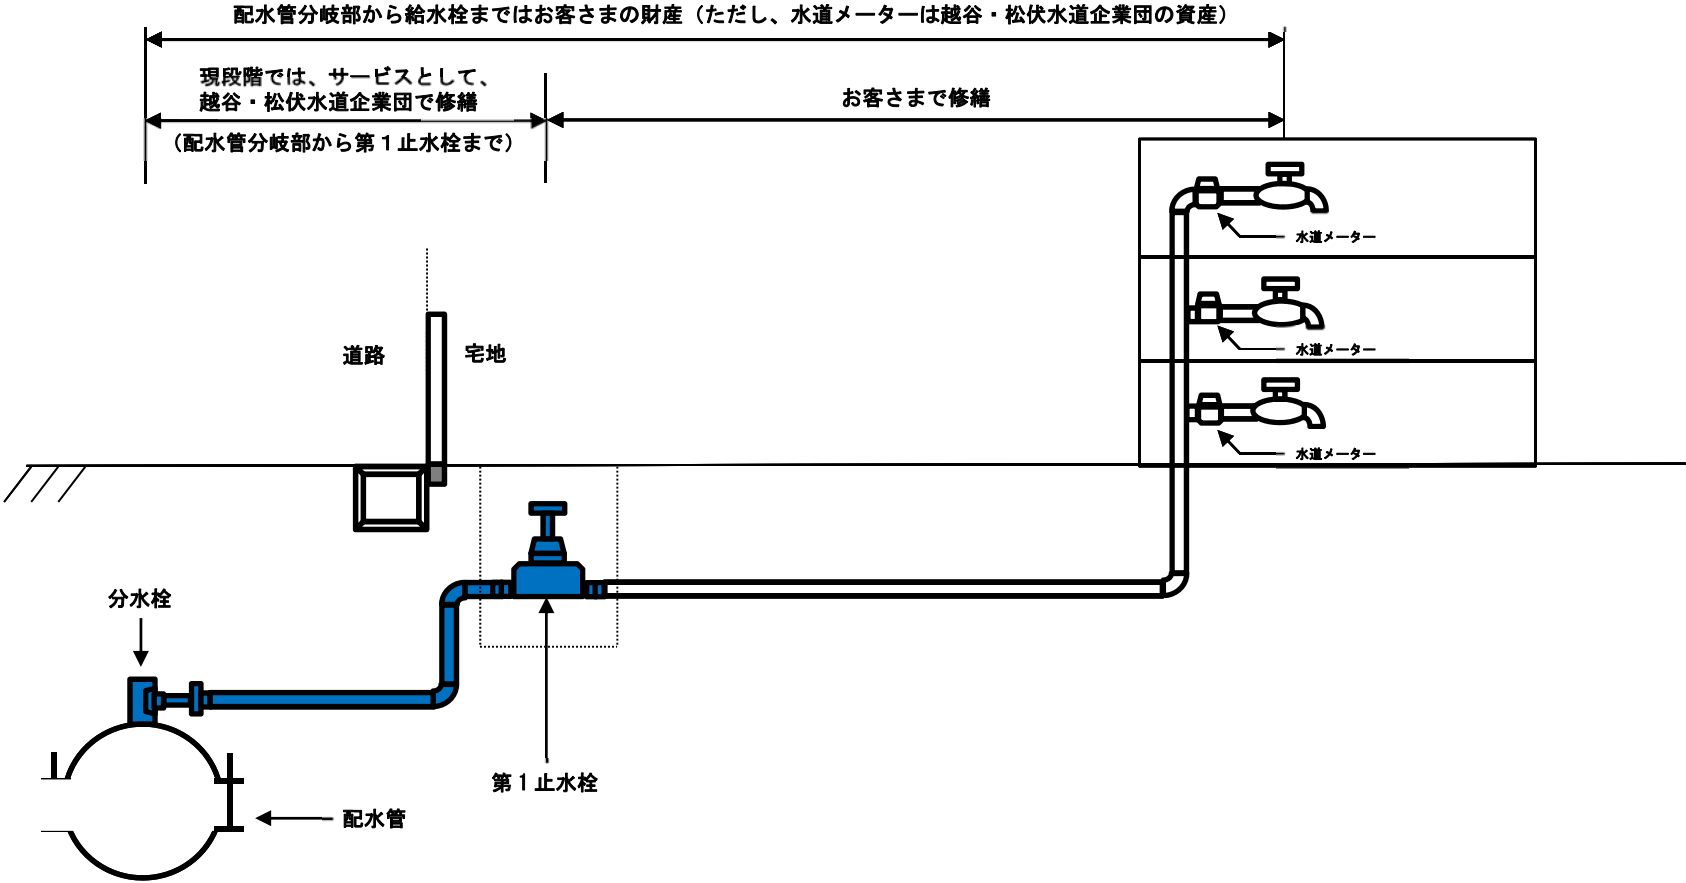 配水管分岐部から給水栓まではお客さまの財産（ただし、水道メーターは越谷・松伏水道企業団の資産）
現段階では、サービスとして、
越谷・松伏水道企業団で修繕
（配水管分岐部から第１止水栓まで）
お客さまで修繕
水道メーター
水道メーター
水道メーター
道路
宅地
分水栓
第１止水栓
配水管